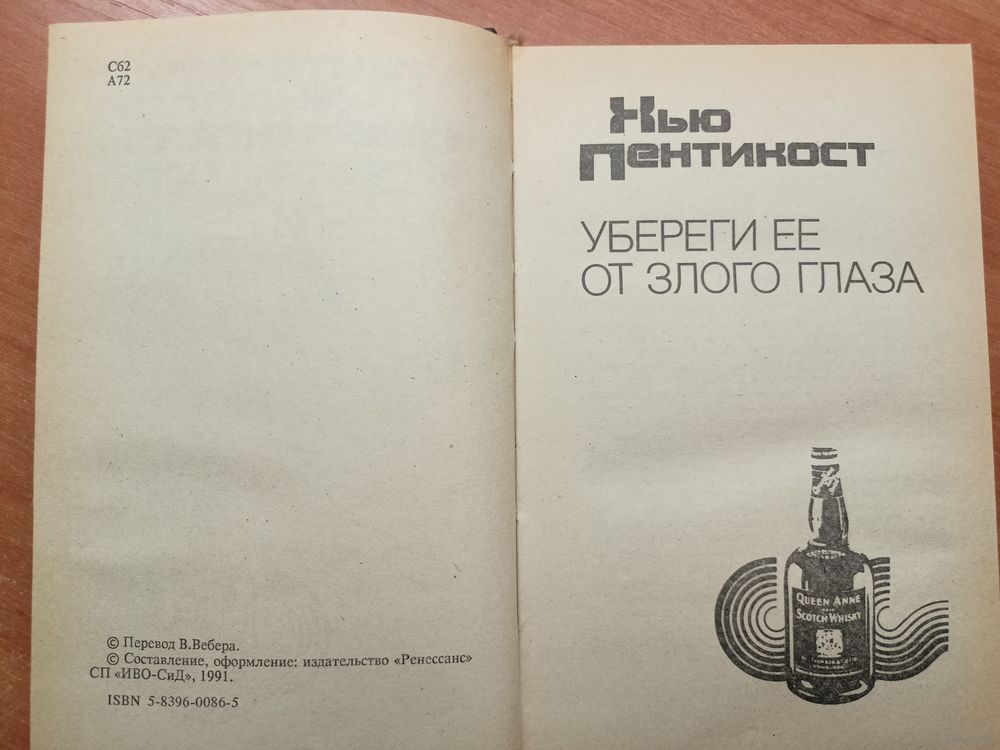 С62
А72
© Перевод В.Вебера.
© Составление, оформление: издательство «Ренессанс»
СП «ИВО-СиД», 1991.
ISBN 5-8396-0086-5
Хью
Пентикост
УБЕРЕГИ ЕЕ
ОТ ЗЛОГО ГЛАЗА
QUEEN ANNE
SCOTCH WHISKY